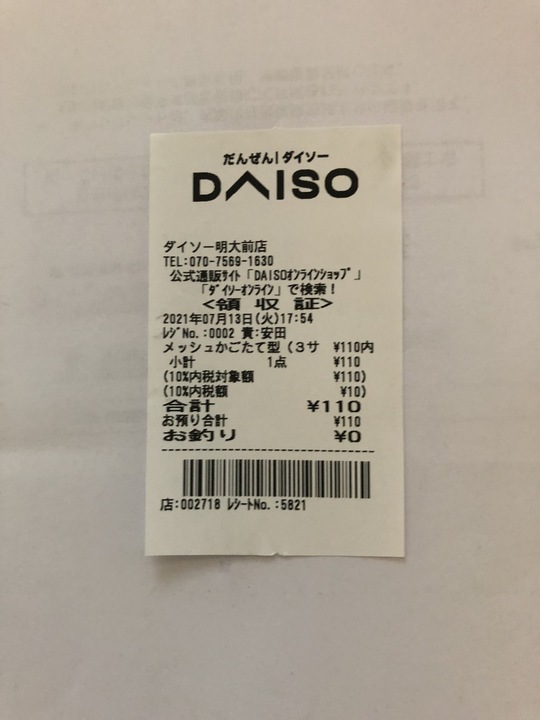 だんぜん!ダイソー
DAISO
ダイソー明大前店
TEL:070-7569-1630
公式通販サイト「DAISOオンラインショップ」
「ダイソーオンライン」で検索!
<領 収 証>
2021年07月13日(火)17:54
レジNo.:0002 責:安田
メッシュかごたて型(3サ ¥110内
小計 1点 ¥110
(10%内税対象額 ¥110)
(10%内税額 ¥10)
合計 ¥110
お預り合計 ¥110
お釣り ¥0
店:002718 レシートNo.:5821